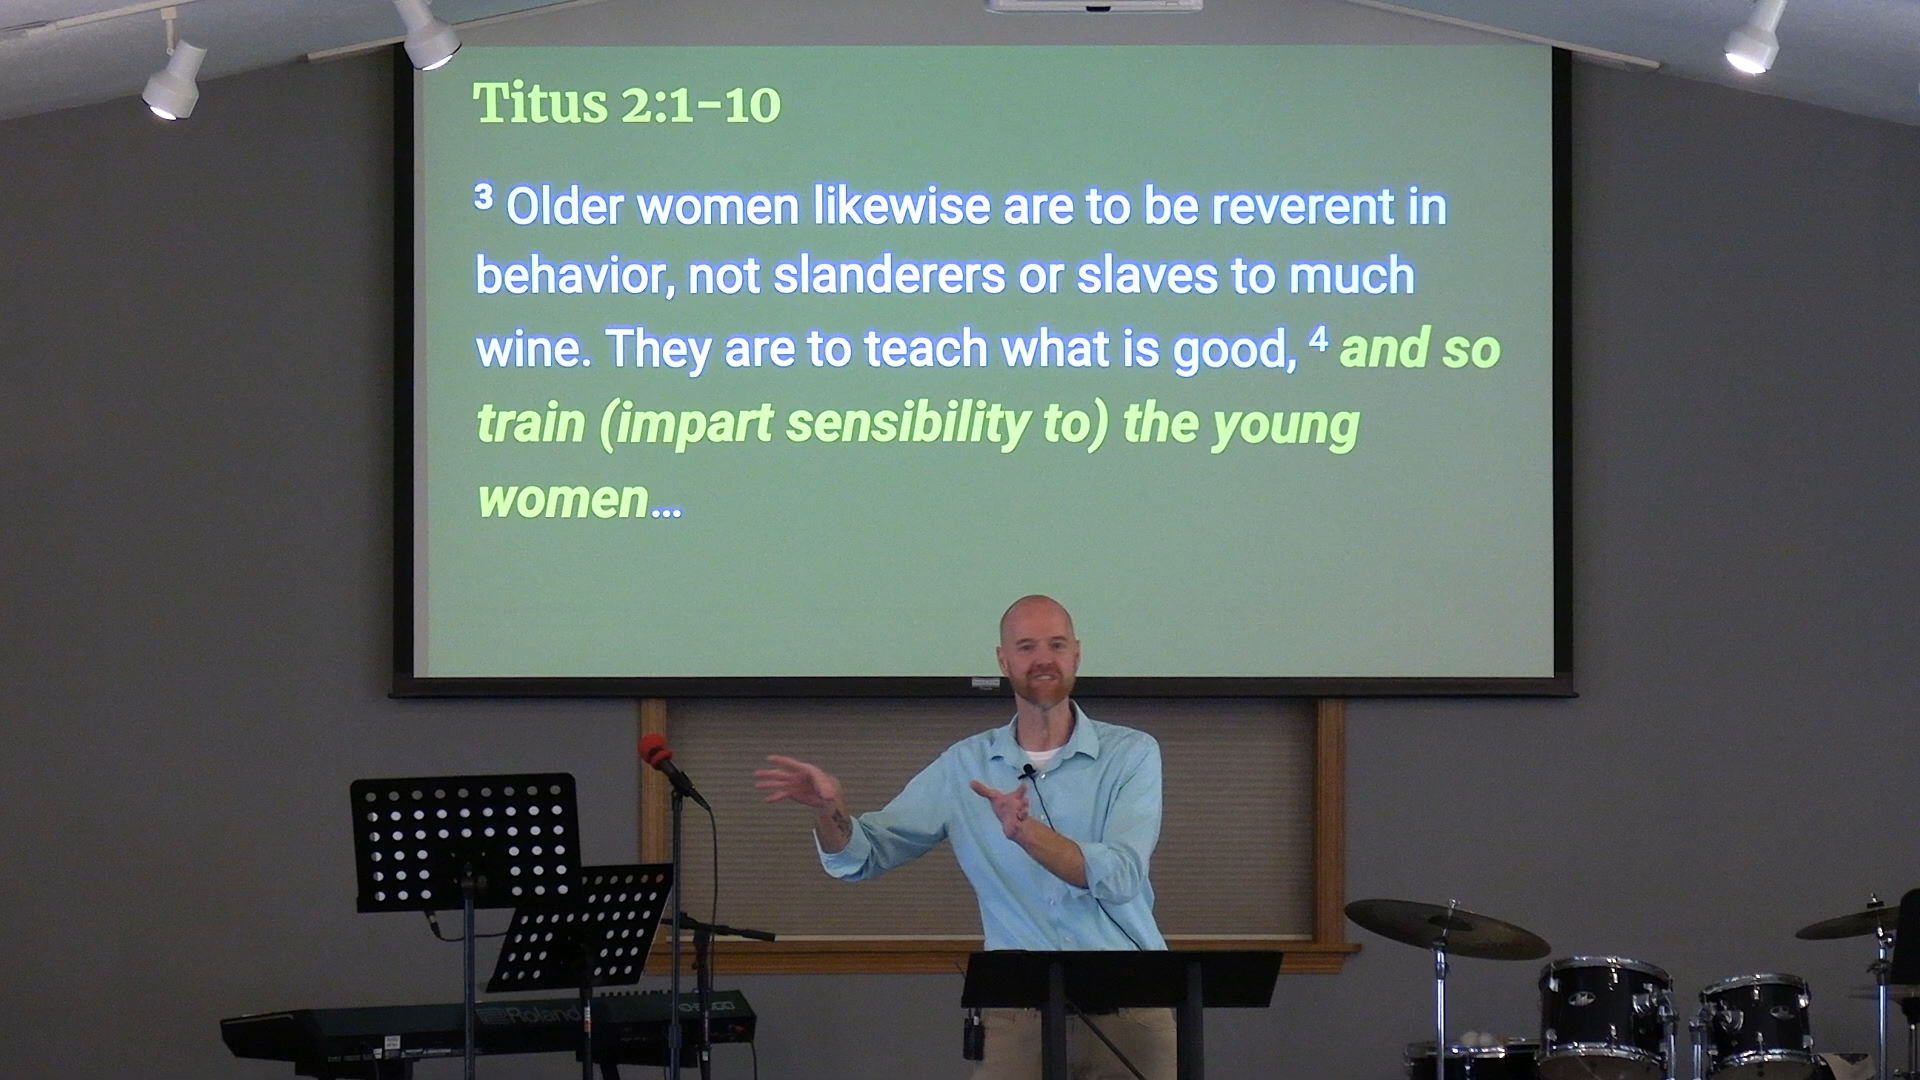 Titus 2:1-10
³ Older women likewise are to be reverent in
behavior, not slanderers or slaves to much
wine. They are to teach what is good, ⁴ and so
train (impart sensibility to) the young
women...
Roland